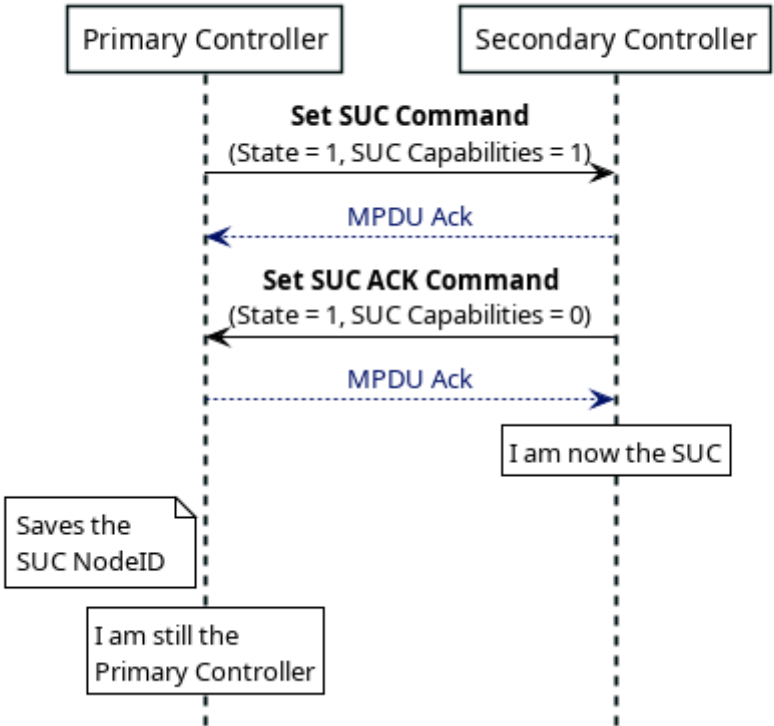 Primary Controller
Secondary Controller
Set SUC Command
(State = 1, SUC Capabilities = 1)
MPDU Ack
Set SUC ACK Command
(State = 1, SUC Capabilities = 0)
MPDU Ack
I am now the SUC
Saves the
SUC NodeID
I am still the
Primary Controller